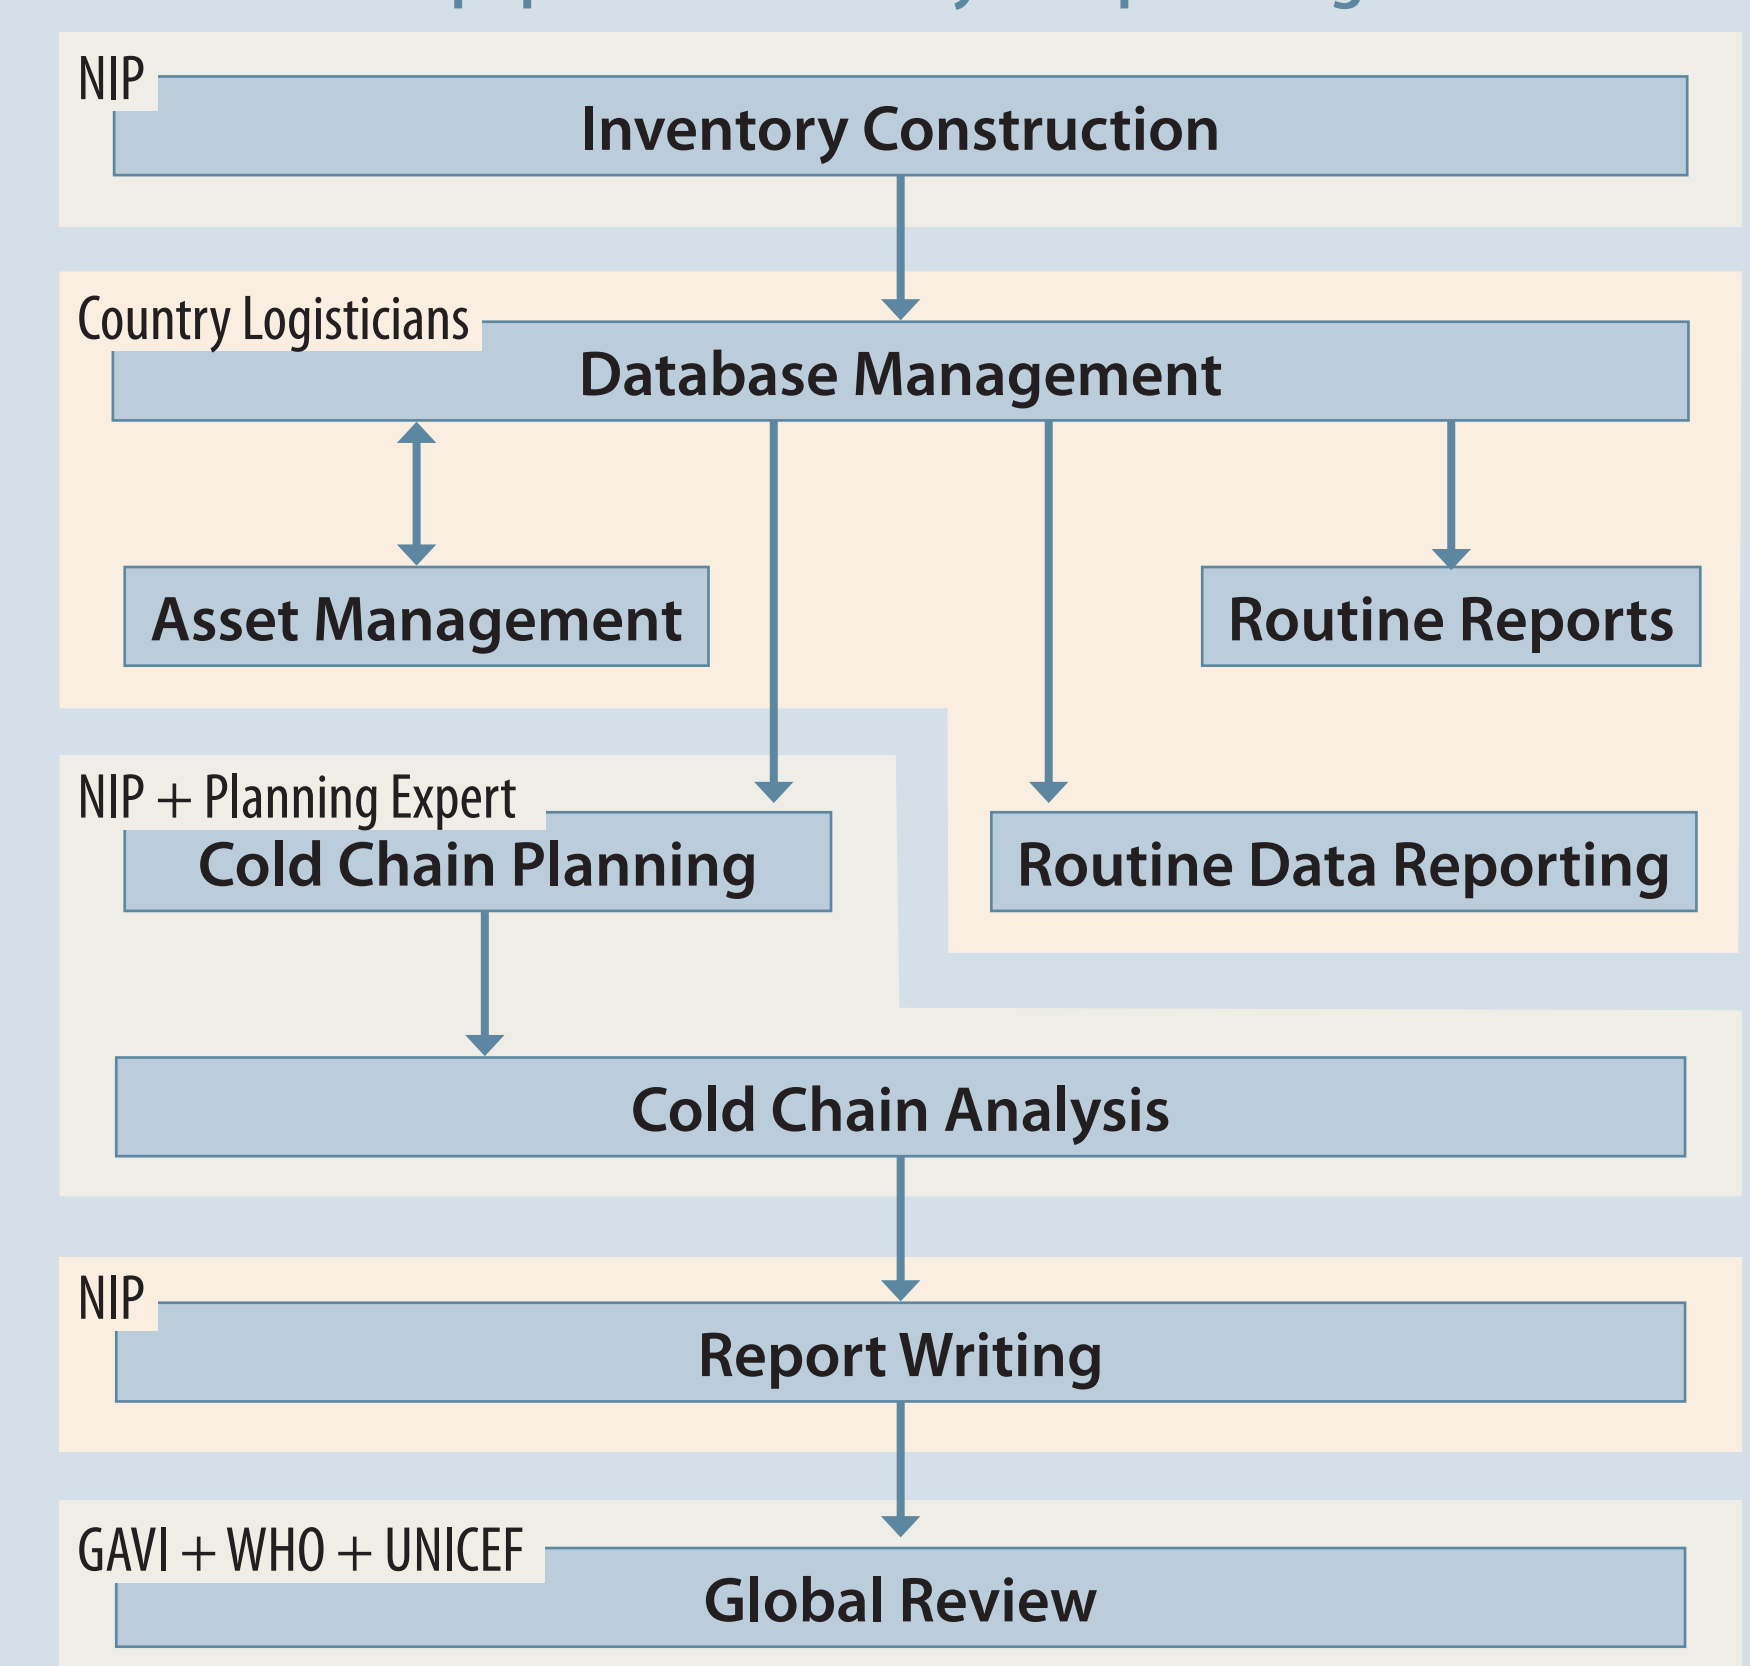 NIP
Inventory Construction
Country Logisticians
Database Management
Asset Management
Routine Reports
NIP + Planning Expert
Cold Chain Planning
Routine Data Reporting
Cold Chain Analysis
NIP
Report Writing
GAVI + WHO + UNICEF
Global Review